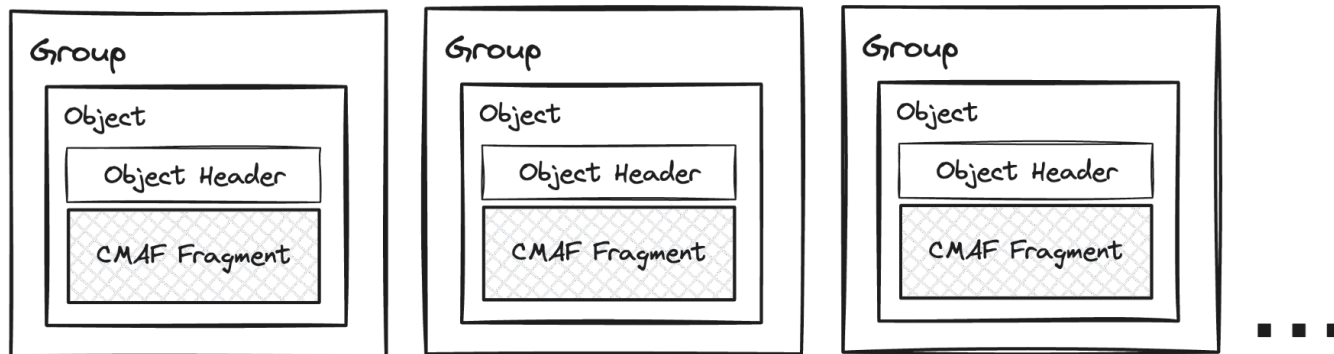 Group
Object
Object Header
CMAF Fragment
Group
Object
Object Header
CMAF Fragment
Group
Object
Object Header
CMAF Fragment
...